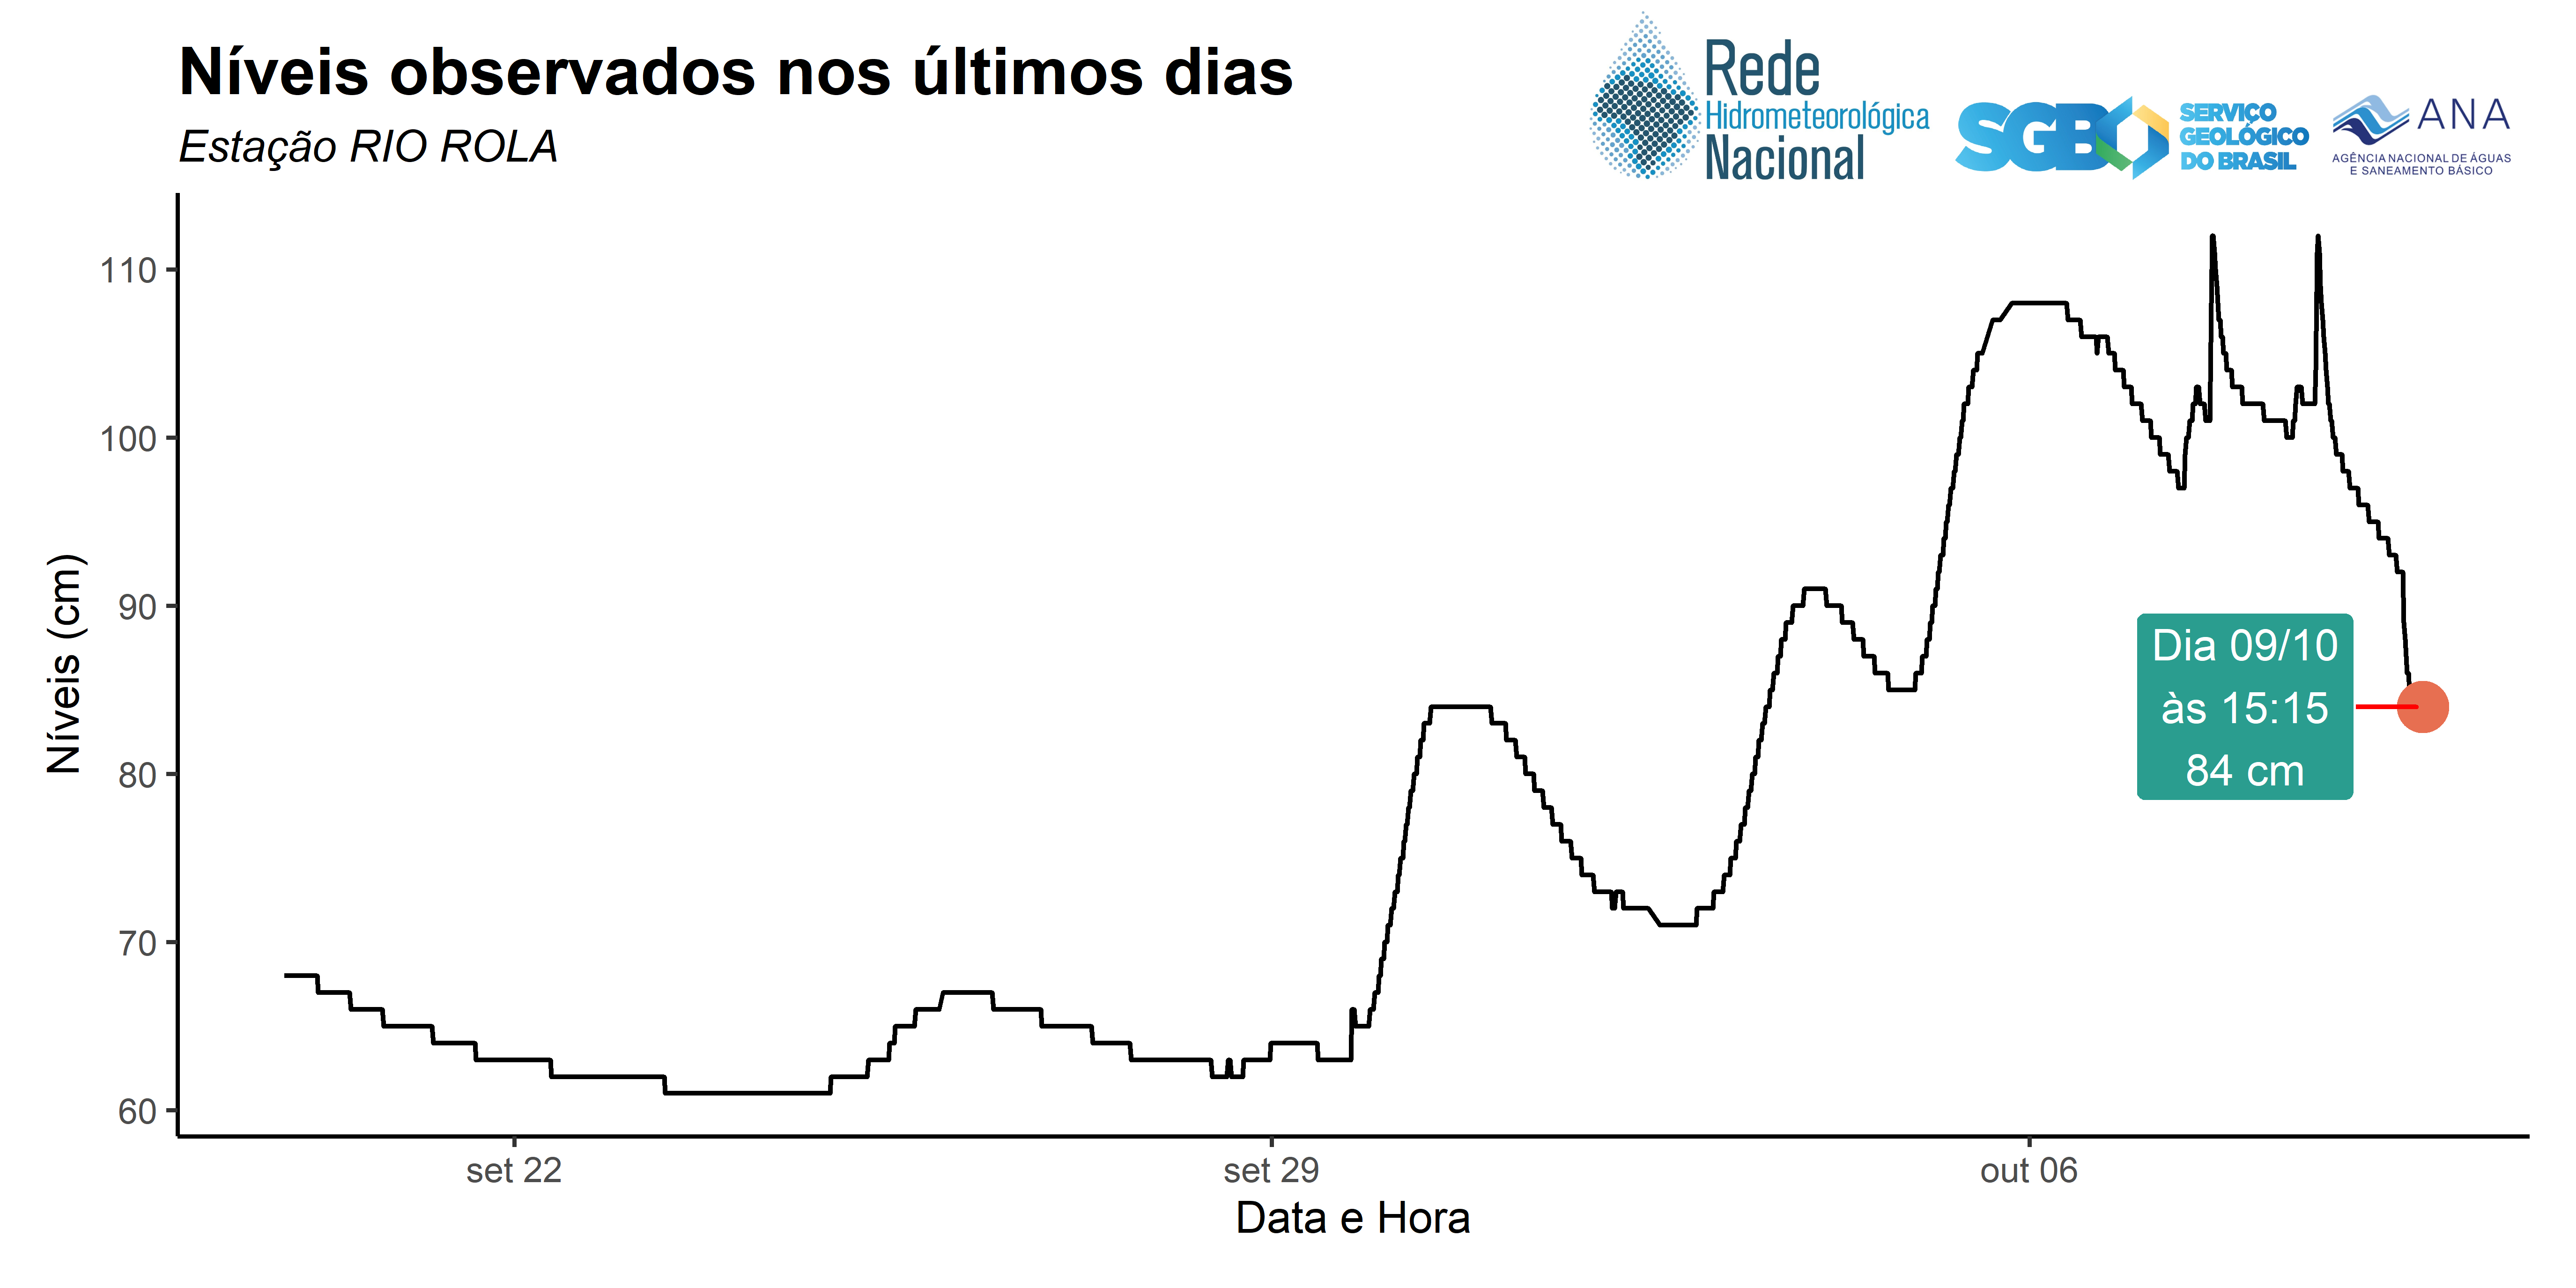 Níveis observados nos últimos dias
Estação RIO ROLA
Rede
Hidrometeorológica
Nacional
SGB
SERVIÇO
GEOLÓGICO
DO BRASIL
ANA
AGÊNCIA NACIONAL DE ÁGUAS
E SANEAMENTO BÁSICO
Níveis (cm)
110
100
90
80
70
60
Dia 09/10
às 15:15
84 cm
set 22
set 29
out 06
Data e Hora